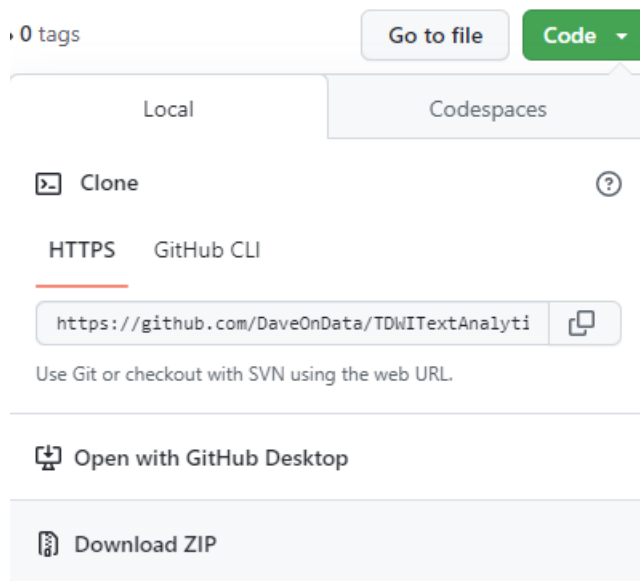 0 tags Go to file Code
Local Codespaces
Clone
HTTPS GitHub CLI
https://github.com/DaveOnData/TDWITextAnalyti
Use Git or checkout with SVN using the web URL.
Open with GitHub Desktop
Download ZIP